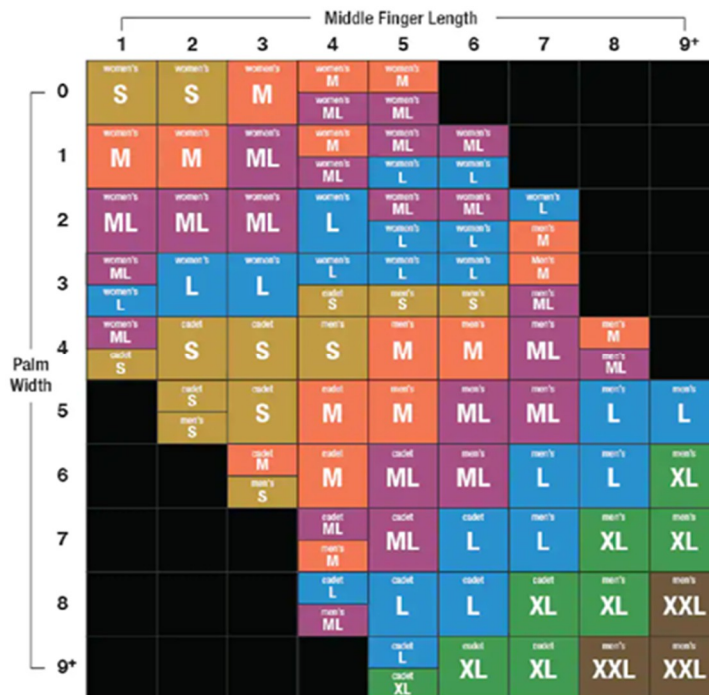 Middle Finger Length
1 2 3 4 5 6 7 8 9+
Palm Width
0
women's S
women's S
women's M
women's M
women's ML
women's M
women's ML
1
women's M
women's M
women's ML
women's M
women's ML
women's ML
women's L
women's ML
women's L
2
women's ML
women's ML
women's ML
women's L
women's ML
women's L
women's ML
women's L
women's L
men's M
3
women's ML
women's L
women's L
women's L
women's L
cadet S
women's L
men's S
women's L
men's S
Men's M
men's ML
4
women's ML
cadet S
cadet S
cadet S
men's S
men's M
men's M
men's ML
men's M
men's ML
5
cadet S
men's S
cadet S
cadet M
men's M
men's ML
men's ML
men's L
men's L
6
cadet M
men's S
cadet M
cadet ML
men's ML
men's L
men's L
men's XL
7
cadet ML
men's M
cadet ML
cadet L
men's L
men's XL
men's XL
8
cadet L
men's ML
cadet L
cadet L
cadet XL
men's XL
men's XXL
9+
cadet L
cadet XL
cadet XL
cadet XL
men's XXL
men's XXL